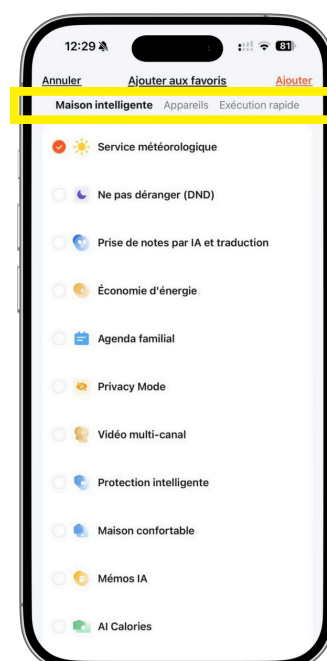 12:29 81
Annuler Ajouter aux favoris Ajouter
Maison intelligente Appareils Exécution rapide
Service météorologique
Ne pas déranger (DND)
Prise de notes par IA et traduction
Économie d'énergie
Agenda familial
Privacy Mode
Vidéo multi-canal
Protection intelligente
Maison confortable
Mémos IA
AI Calories